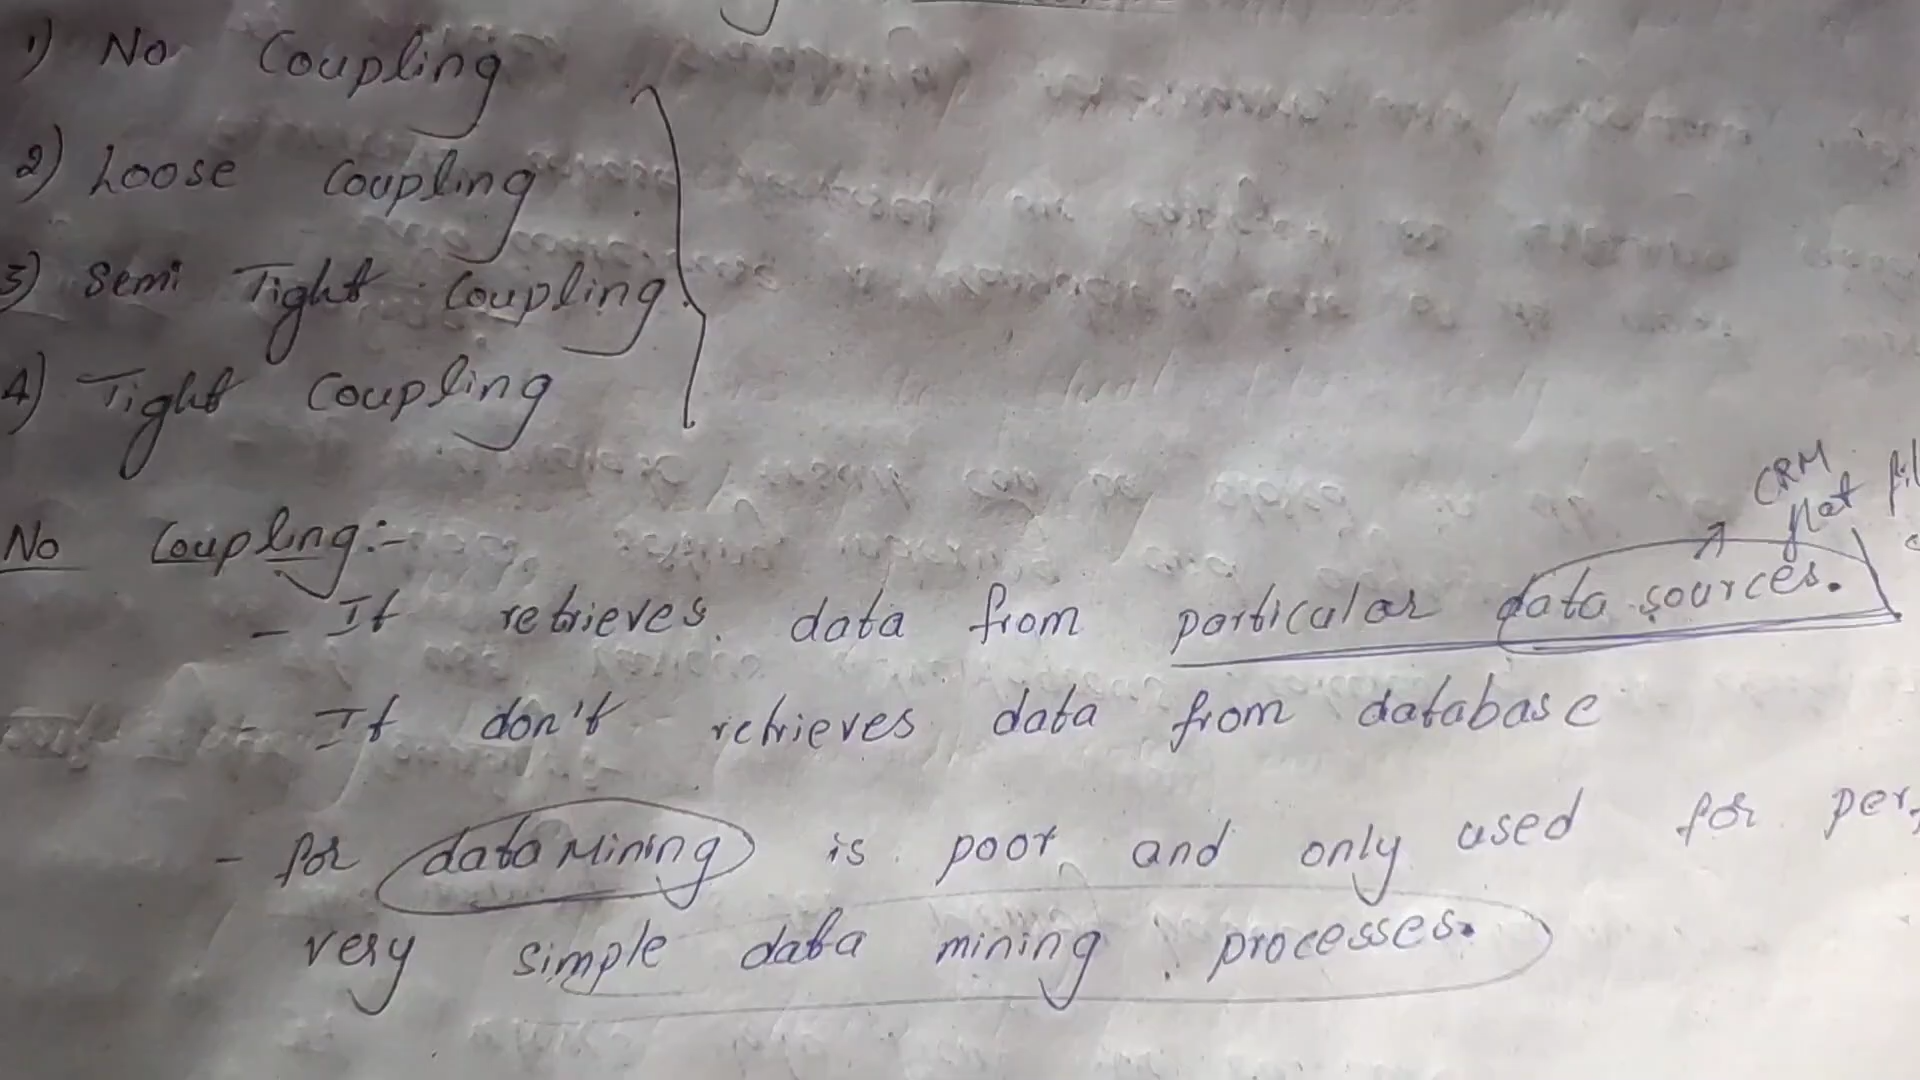 1) No Coupling
2) Loose Coupling
3) Semi Tight Coupling
4) Tight Coupling
CRM
flat
No Coupling:-
- It retrieves data from particular data sources.
- It don't retrieves data from database
- for data Mining is poor and only used for
very simple data mining processes.